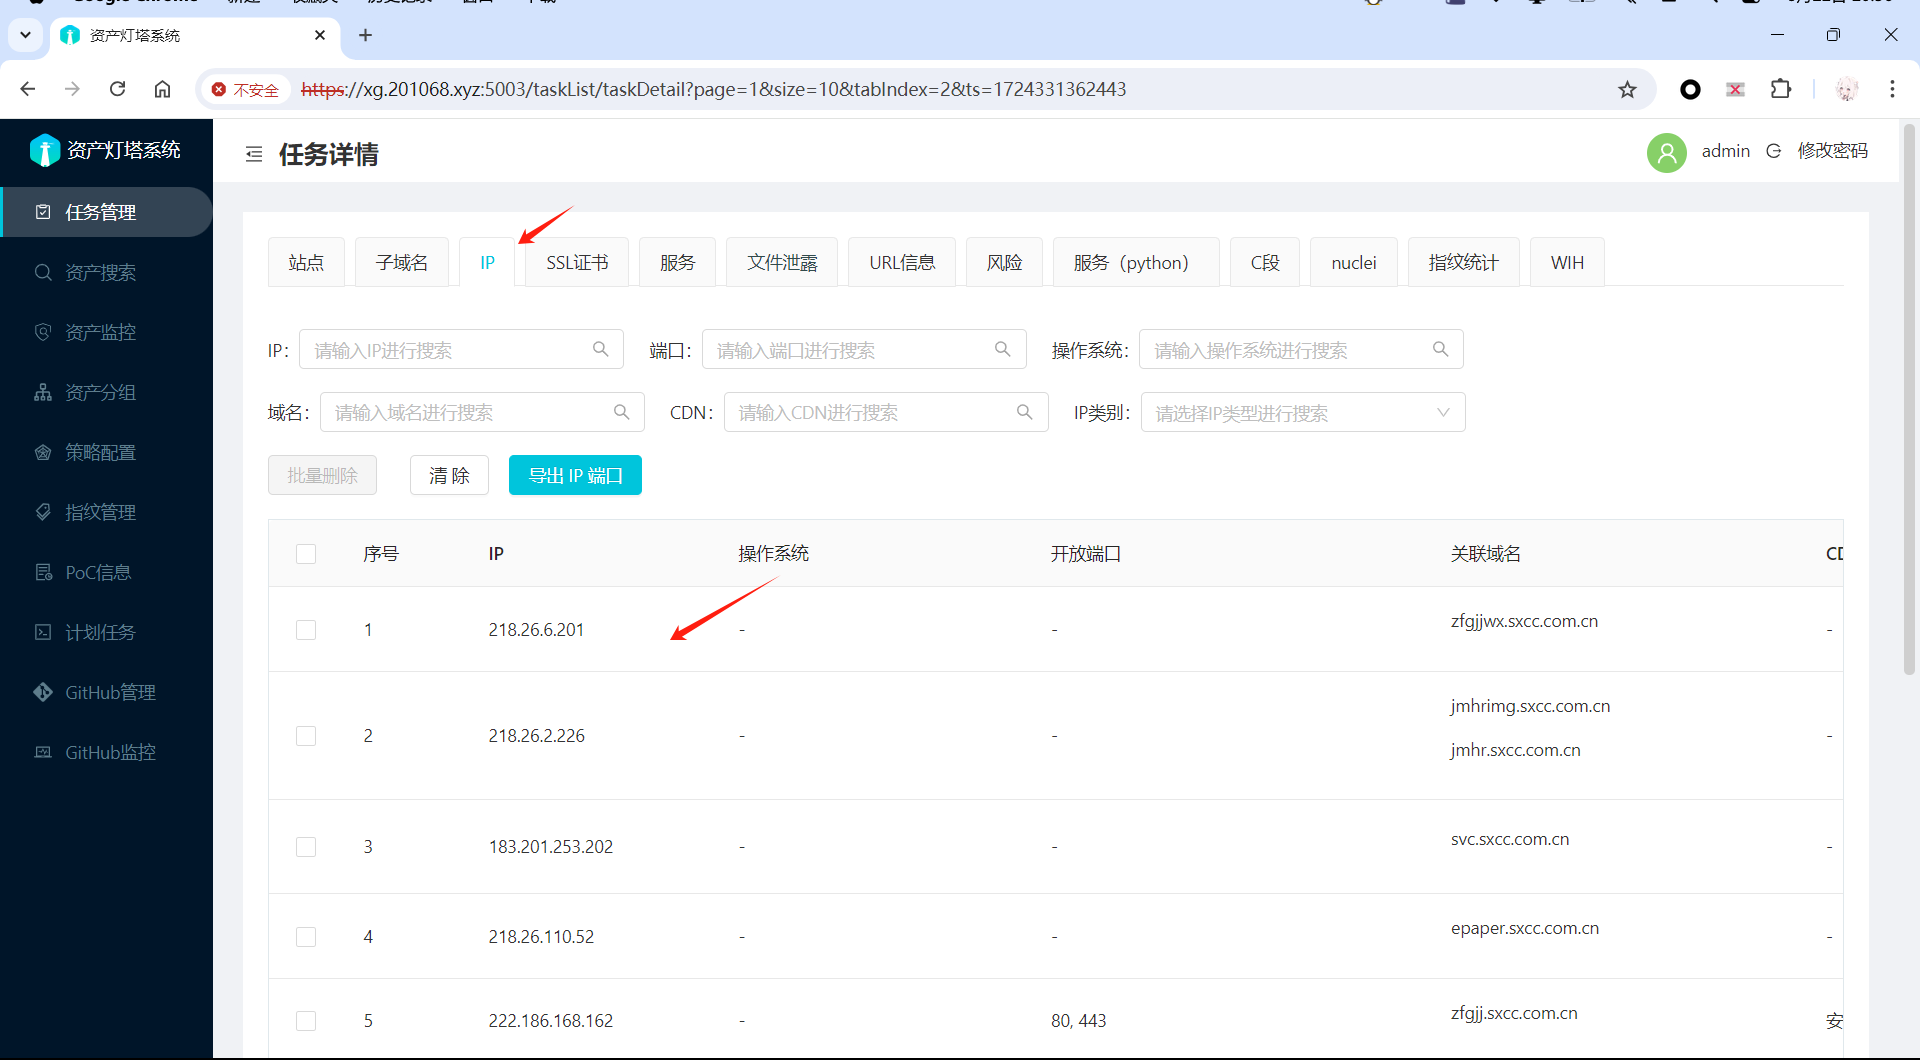 资产灯塔系统
不安全 https://xg.201068.xyz:5003/taskList/taskDetail?page=1&size=10&tabIndex=2&ts=1724331362443
资产灯塔系统
任务详情
admin 修改密码
任务管理
资产搜索
资产监控
资产分组
策略配置
指纹管理
PoC信息
计划任务
GitHub管理
GitHub监控
站点 子域名 IP SSL证书 服务 文件泄露 URL信息 风险 服务（python） C段 nuclei 指纹统计 WIH
IP: 请输入IP进行搜索 端口: 请输入端口进行搜索 操作系统: 请输入操作系统进行搜索
域名: 请输入域名进行搜索 CDN: 请输入CDN进行搜索 IP类别: 请选择IP类型进行搜索
批量删除 清 除 导出 IP 端口
序号 IP 操作系统 开放端口 关联域名
1 218.26.6.201 - - zfgjjwx.sxcc.com.cn -
2 218.26.2.226 - - jmhrimg.sxcc.com.cn -
jmhr.sxcc.com.cn
3 183.201.253.202 - - svc.sxcc.com.cn -
4 218.26.110.52 - - epaper.sxcc.com.cn -
5 222.186.168.162 - 80, 443 zfgjj.sxcc.com.cn 安